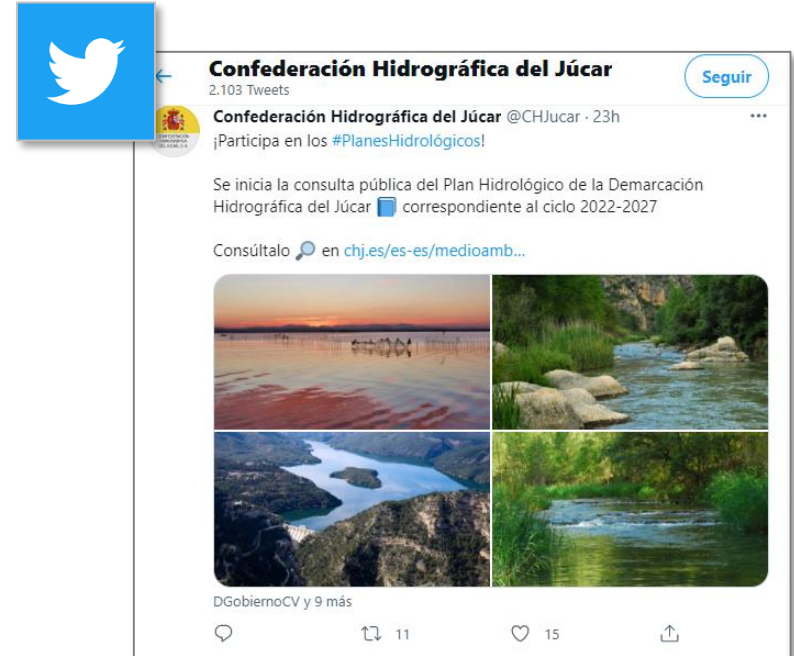 Confederación Hidrográfica del Júcar
Seguir
2.103 Tweets
Confederación Hidrográfica del Júcar @CHJucar · 23h
¡Participa en los #PlanesHidrológicos!
Se inicia la consulta pública del Plan Hidrológico de la Demarcación
Hidrográfica del Júcar 📘 correspondiente al ciclo 2022-2027
Consúltalo 🔎 en chj.es/es-es/medioamb...
DGobiernoCV y 9 más
11
15